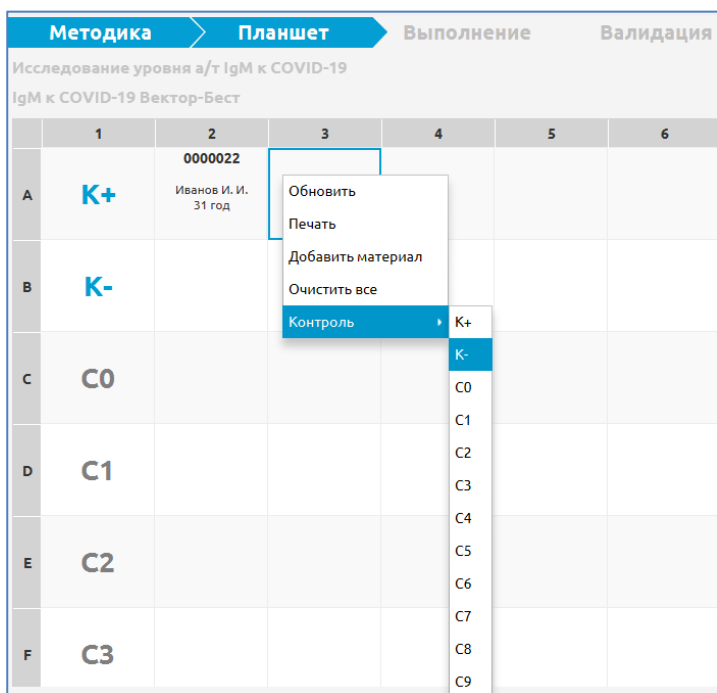 Методика Планшет Выполнение Валидация
Исследование уровня а/т IgM к COVID-19
IgM к COVID-19 Вектор-Бест
1 2 3 4 5 6
0000022
A K+ Иванов И. И.
31 год
Обновить
Печать
Добавить материал
B K- Очистить все
Контроль K+
K-
C C0 C0
C1
C2
D C1 C3
C4
C5
E C2 C6
C7
F C3 C8
C9